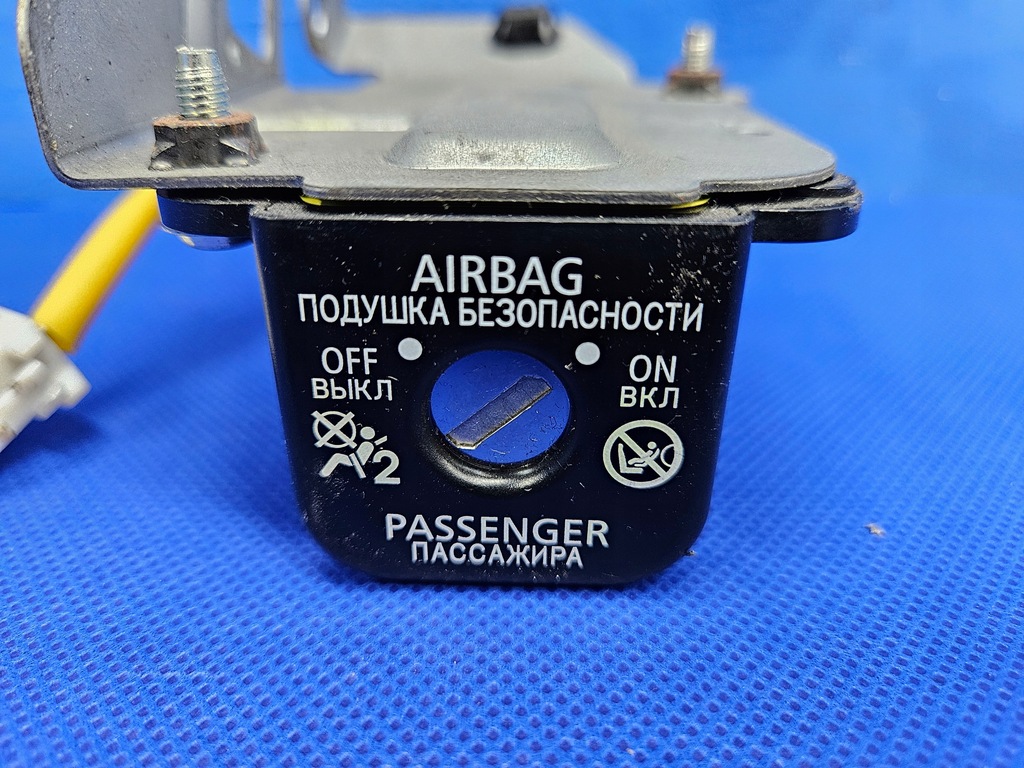 AIRBAG
ПОДУШКА БЕЗОПАСНОСТИ
OFF
ВЫКЛ
ON
ВКЛ
2
PASSENGER
ПАССАЖИРА